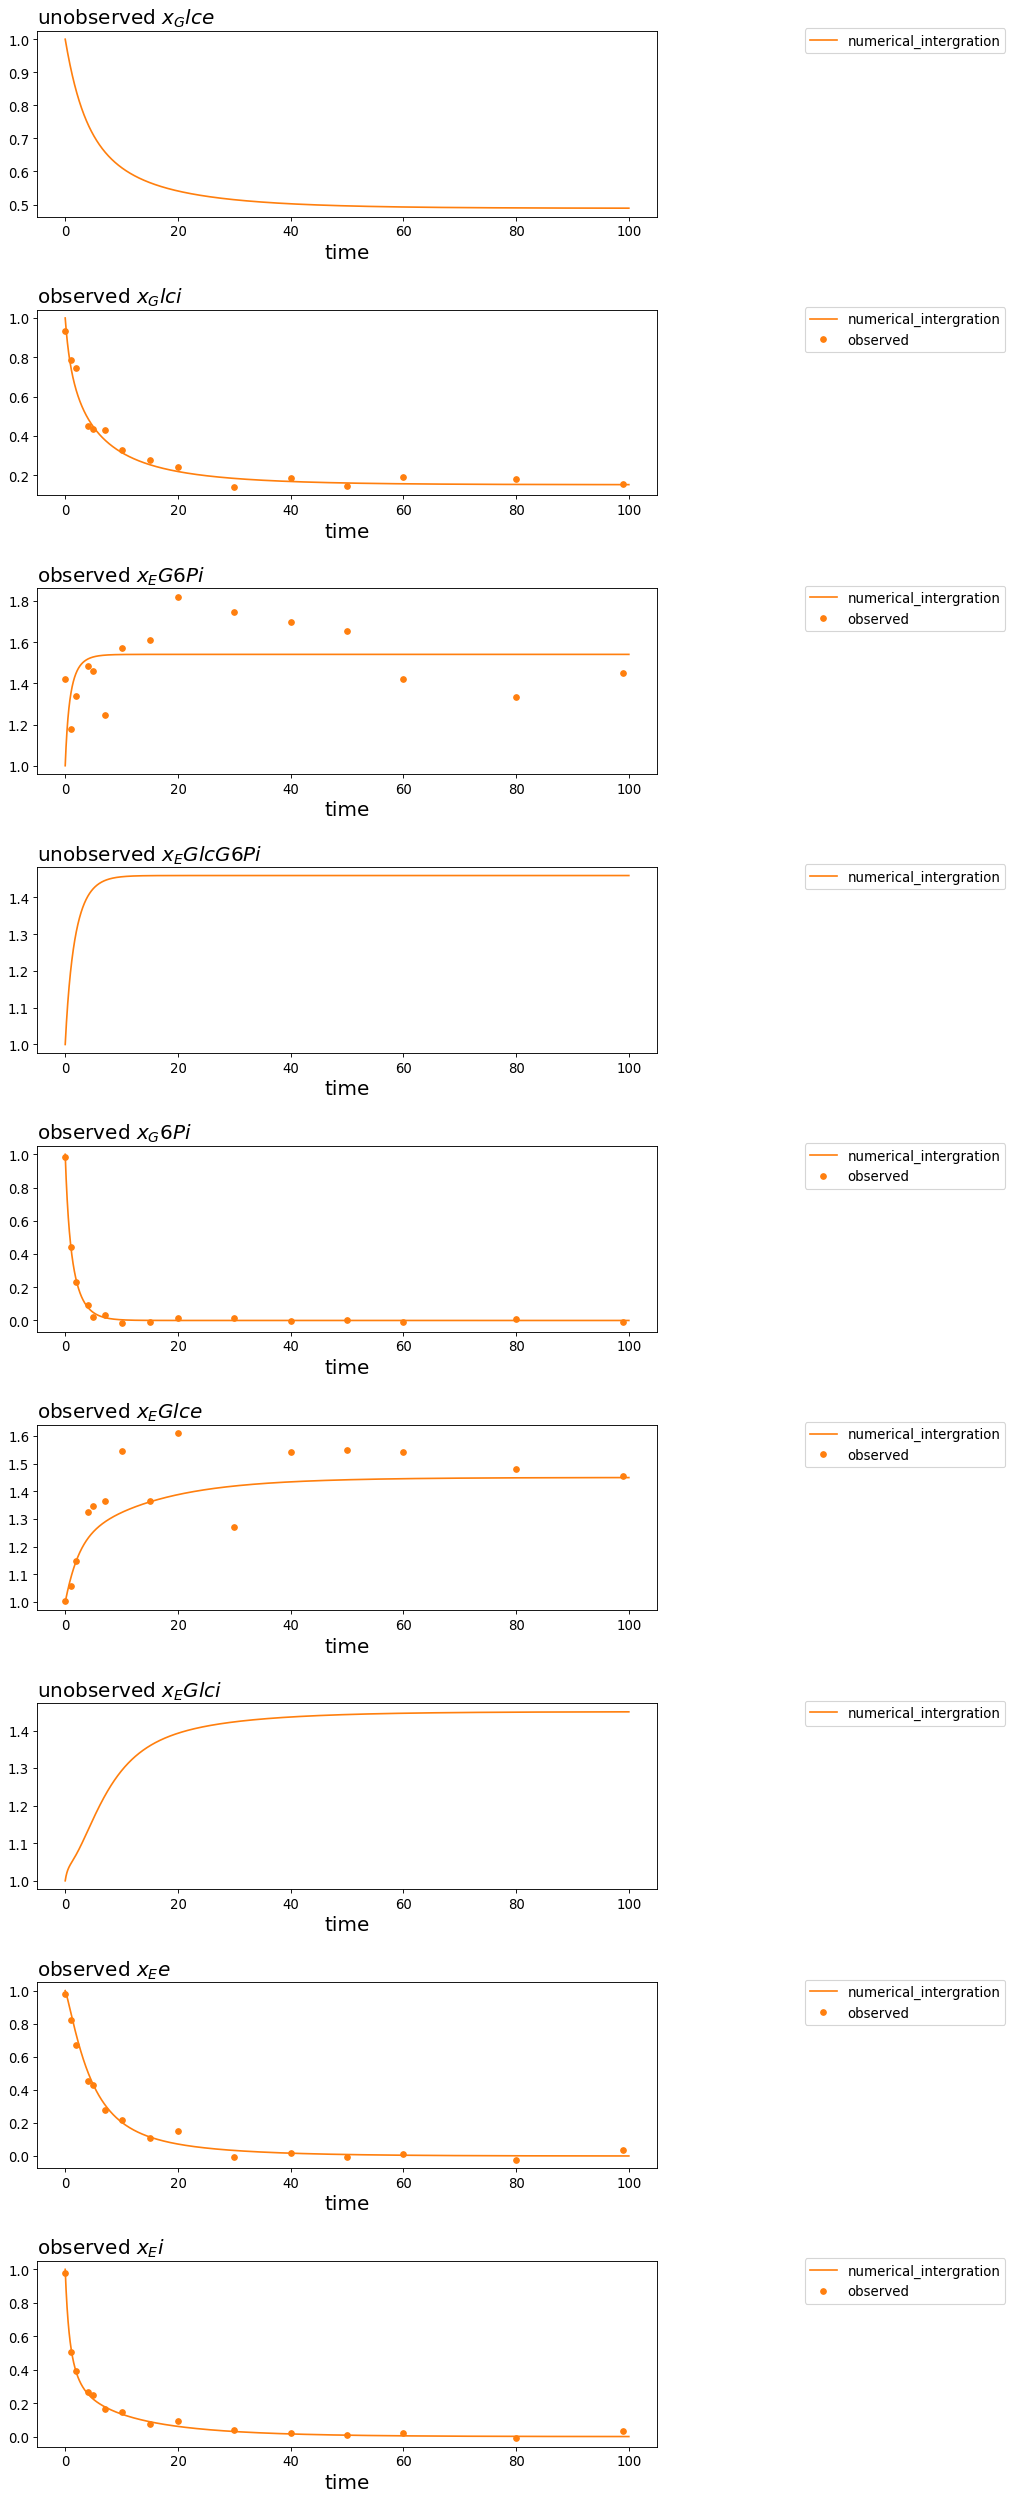 unobserved x_Glce
numerical_intergration
1.0
0.9
0.8
0.7
0.6
0.5
0 20 40 60 80 100
time
observed x_Glci
numerical_intergration
observed
1.0
0.8
0.6
0.4
0.2
0 20 40 60 80 100
time
observed x_EG6Pi
numerical_intergration
observed
1.8
1.6
1.4
1.2
1.0
0 20 40 60 80 100
time
unobserved x_EGlcG6Pi
numerical_intergration
1.4
1.3
1.2
1.1
1.0
0 20 40 60 80 100
time
observed x_G6Pi
numerical_intergration
observed
1.0
0.8
0.6
0.4
0.2
0.0
0 20 40 60 80 100
time
observed x_EGlce
numerical_intergration
observed
1.6
1.5
1.4
1.3
1.2
1.1
1.0
0 20 40 60 80 100
time
unobserved x_EGlci
numerical_intergration
1.4
1.3
1.2
1.1
1.0
0 20 40 60 80 100
time
observed x_Ee
numerical_intergration
observed
1.0
0.8
0.6
0.4
0.2
0.0
0 20 40 60 80 100
time
observed x_Ei
numerical_intergration
observed
1.0
0.8
0.6
0.4
0.2
0.0
0 20 40 60 80 100
time